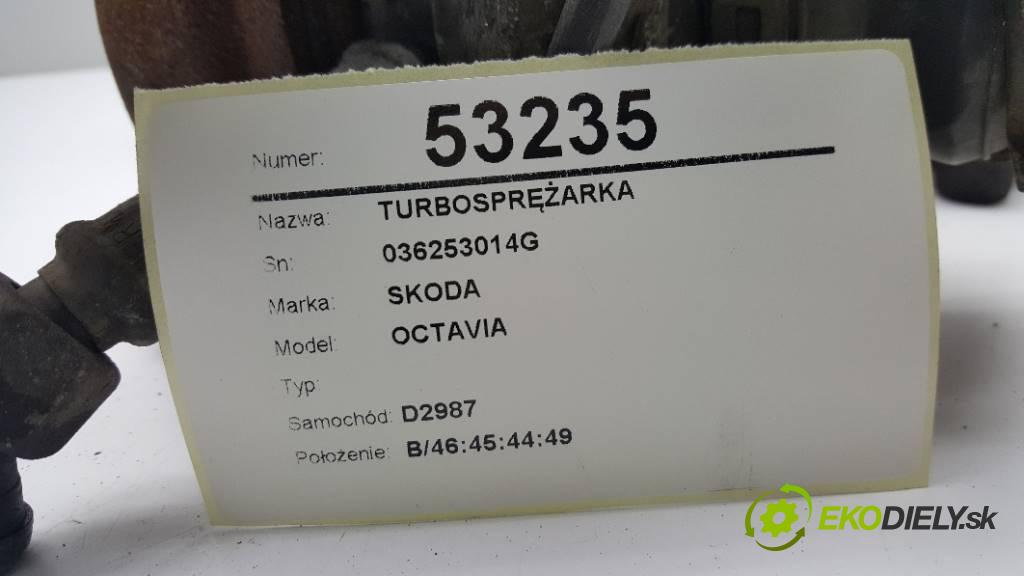 Numer: 53235
Nazwa: TURBOSPRĘŻARKA
Sn: 036253014G
Marka: SKODA
Model: OCTAVIA
Typ:
Samochód: D2987
Położenie: B/46:45:44:49
EKODIELY.sk